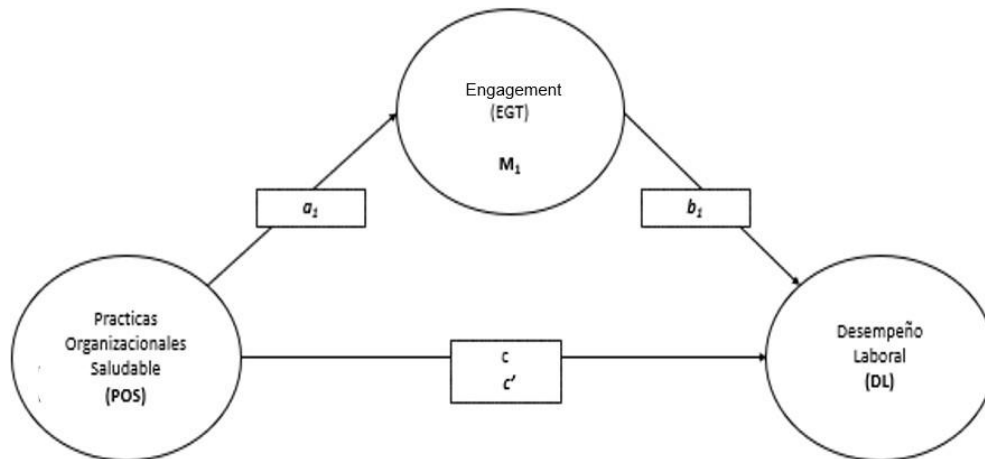 Engagement
(EGT)
M₁
a₁
b₁
Practicas
Organizacionales
Saludable
(POS)
c
c’
Desempeño
Laboral
(DL)